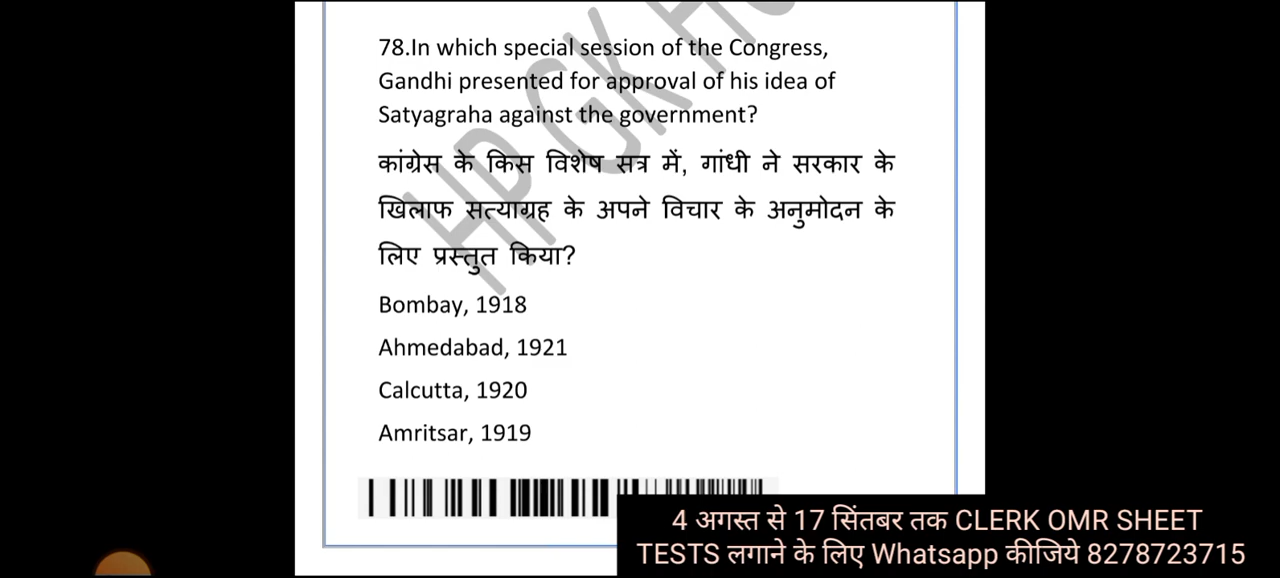 78.In which special session of the Congress,
Gandhi presented for approval of his idea of
Satyagraha against the government?
कांग्रेस के किस विशेष सत्र में, गांधी ने सरकार के
खिलाफ सत्याग्रह के अपने विचार के अनुमोदन के
लिए प्रस्तुत किया?
Bombay, 1918
Ahmedabad, 1921
Calcutta, 1920
Amritsar, 1919
HP GK H
4 अगस्त से 17 सिंतबर तक CLERK OMR SHEET
TESTS लगाने के लिए Whatsapp कीजिये 8278723715